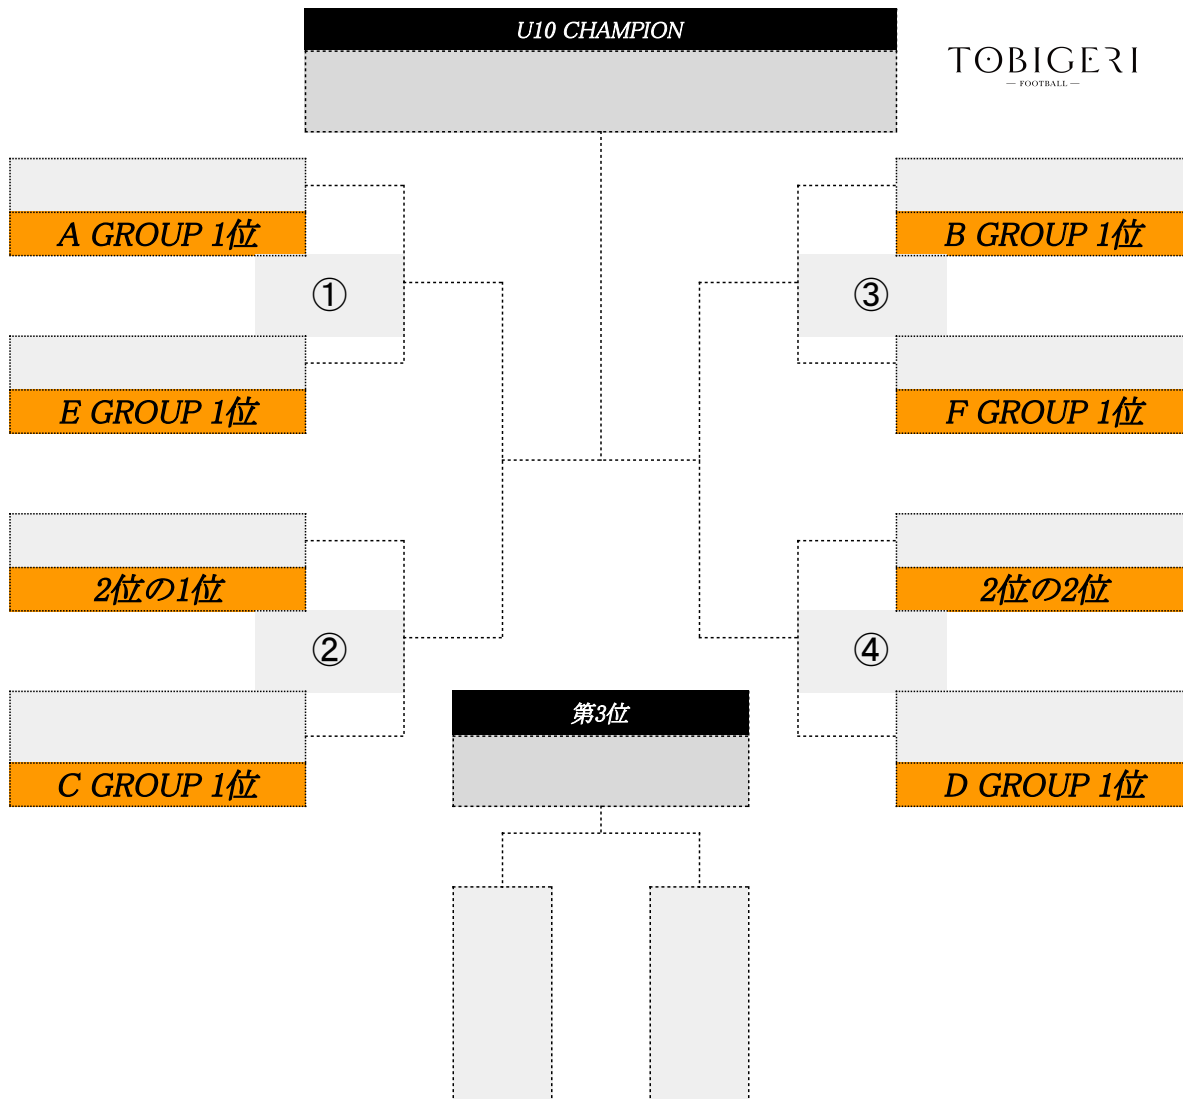 U10 CHAMPION
TOBIGERI
FOOTBALL
A GROUP 1位
B GROUP 1位
①
③
E GROUP 1位
F GROUP 1位
2位の1位
2位の2位
②
④
第3位
C GROUP 1位
D GROUP 1位